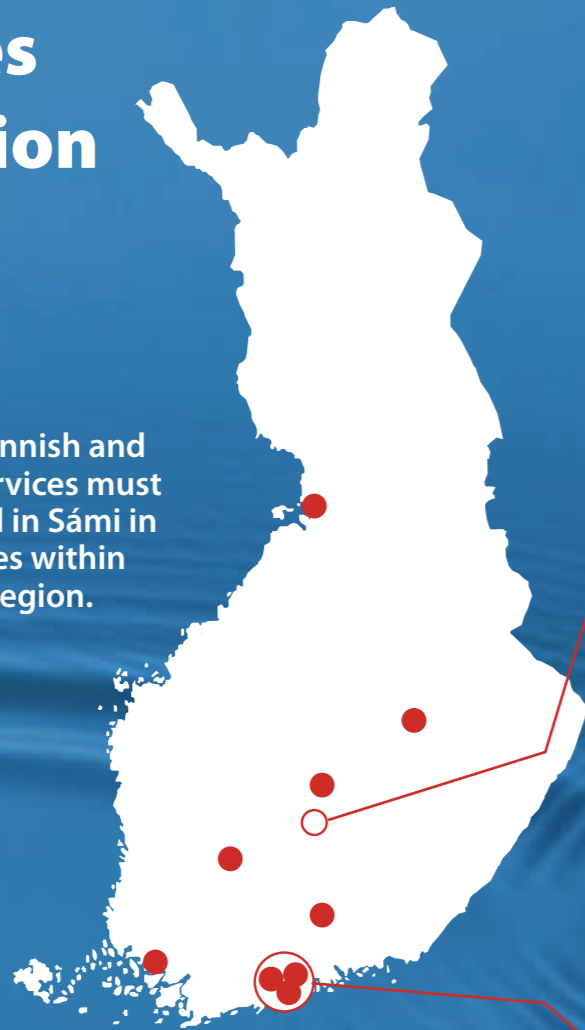 es
ion
nnish and
rvices must
l in Sámi in
es within
egion.